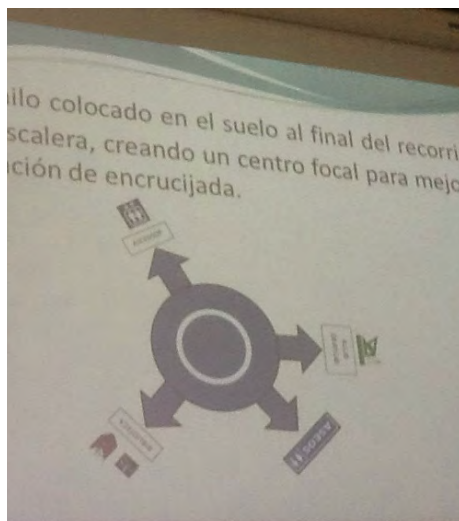 ilo colocado en el suelo al final del recorri
scalera, creando un centro focal para mejo
ción de encrucijada.
ASEOS